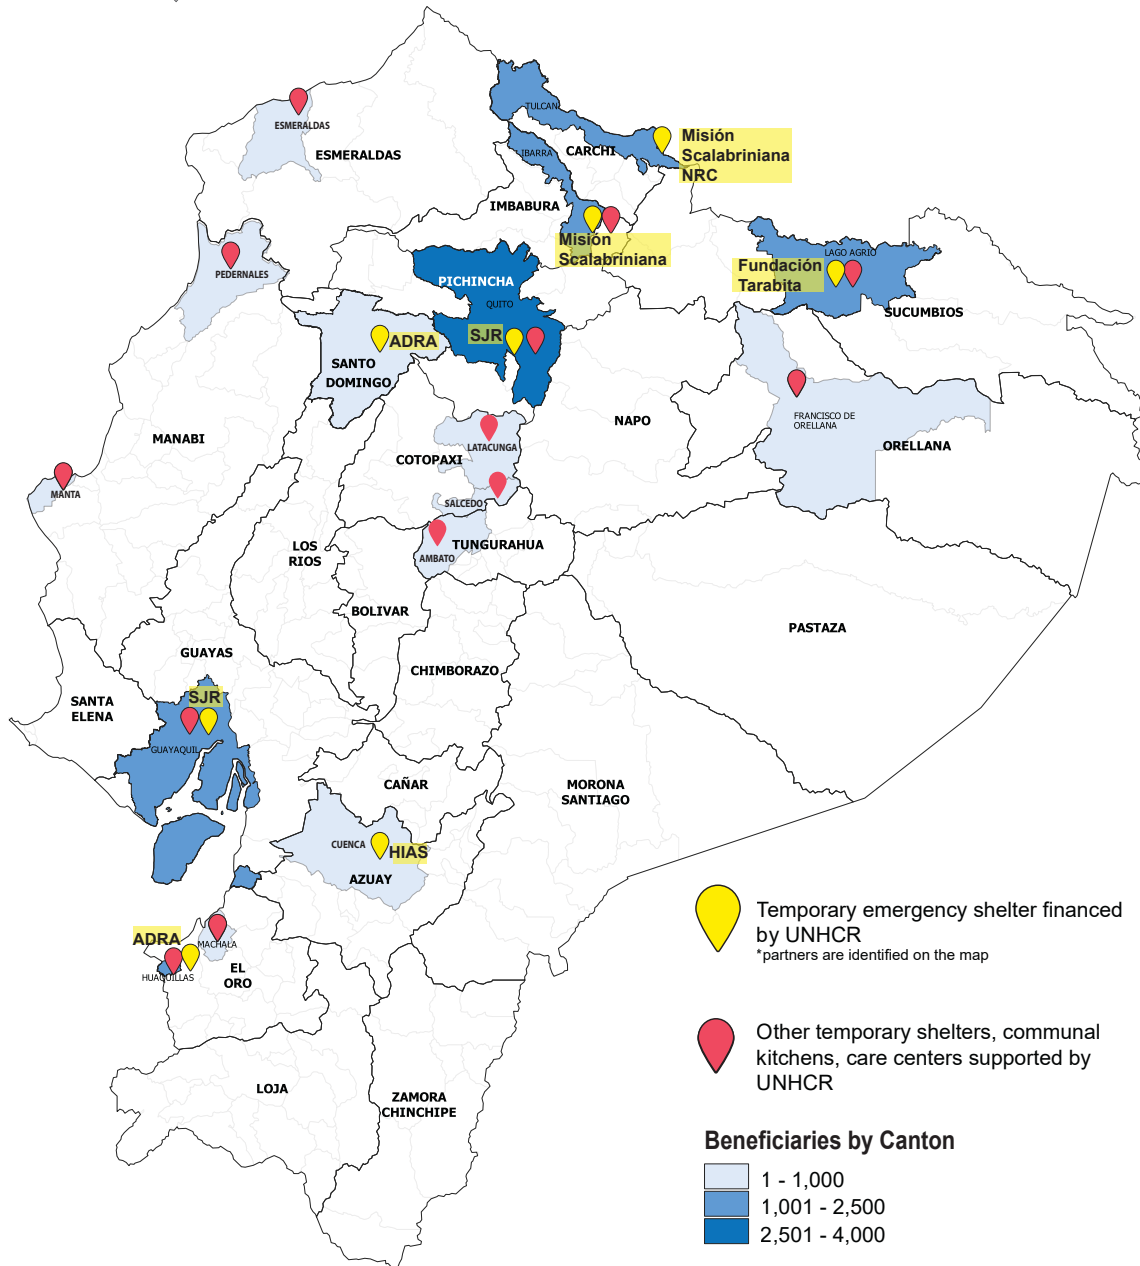 TULCAN
ESMERALDAS
ESMERALDAS
Misión
Scalabriniana
NRC
CARCHI
IBARRA
IMBABURA
Misión
Scalabriniana
PEDERNALES
PICHINCHA
QUITO
LAGO AGRIO
Fundación
Tarabita
SUCUMBIOS
ADRA
SJR
SANTO
DOMINGO
NAPO
FRANCISCO DE
ORELLANA
ORELLANA
MANABI
LATACUNGA
COTOPAXI
MANTA
SALCEDO
LOS
RIOS
TUNGURAHUA
AMBATO
BOLIVAR
PASTAZA
GUAYAS
CHIMBORAZO
SANTA
ELENA
SJR
GUAYAQUIL
CAÑAR
MORONA
SANTIAGO
CUENCA
HIAS
AZUAY
ADRA
MACHALA
HUAQUILLAS
EL
ORO
LOJA
ZAMORA
CHINCHIPE
Temporary emergency shelter financed
by UNHCR
*partners are identified on the map
Other temporary shelters, communal
kitchens, care centers supported by
UNHCR
Beneficiaries by Canton
1 - 1,000
1,001 - 2,500
2,501 - 4,000